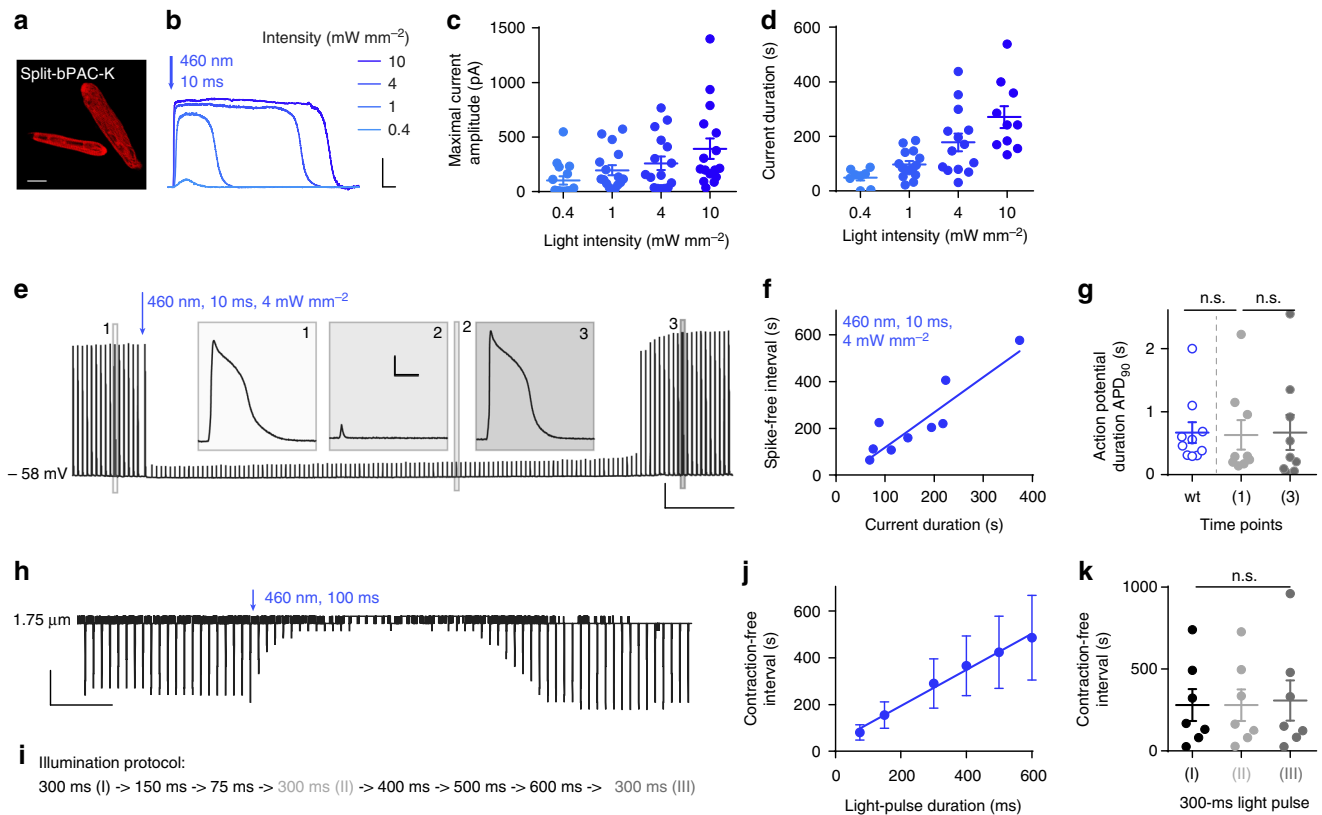 a
Split-bPAC-K
b
Intensity (mW mm⁻²)
460 nm
10 ms
10
4
1
0.4
c
Maximal current
amplitude (pA)
1500
1000
500
0
0.4 1 4 10
Light intensity (mW mm⁻²)
d
Current duration (s)
600
400
200
0
0.4 1 4 10
Light intensity (mW mm⁻²)
e
460 nm, 10 ms, 4 mW mm⁻²
1
1
2
2
3
3
– 58 mV
f
460 nm, 10 ms,
4 mW mm⁻²
Spike-free interval (s)
600
400
200
0
0 100 200 300 400
Current duration (s)
g
n.s. n.s.
Action potential
duration APD₉₀ (s)
2
1
0
wt (1) (3)
Time points
h
460 nm, 100 ms
1.75 μm
i
Illumination protocol:
300 ms (I) -> 150 ms -> 75 ms -> 300 ms (II) -> 400 ms -> 500 ms -> 600 ms -> 300 ms (III)
j
Contraction-free
interval (s)
600
400
200
0
0 200 400 600
Light-pulse duration (ms)
k
n.s.
Contraction-free
interval (s)
1000
500
0
(I) (II) (III)
300-ms light pulse